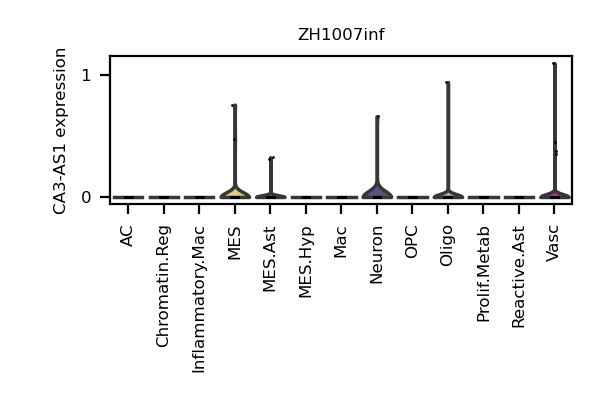 ZH1007inf
CA3-AS1 expression
1
0
AC
Chromatin.Reg
Inflammatory.Mac
MES
MES.Ast
MES.Hyp
Mac
Neuron
OPC
Oligo
Prolif.Metab
Reactive.Ast
Vasc